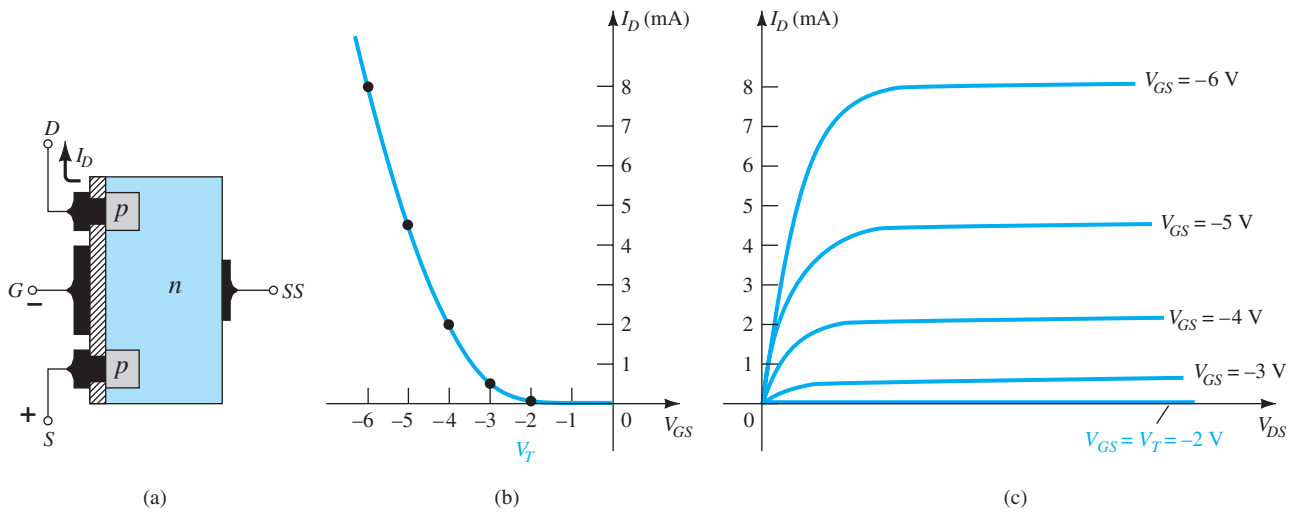 D
I_D
p
n
G
−
SS
p
+
S
(a)
I_D (mA)
8
7
6
5
4
3
2
1
0
−6
−5
−4
−3
−2
−1
V_T
V_GS
(b)
I_D (mA)
8
7
6
5
4
3
2
1
0
V_GS = −6 V
V_GS = −5 V
V_GS = −4 V
V_GS = −3 V
V_GS = V_T = −2 V
V_DS
(c)